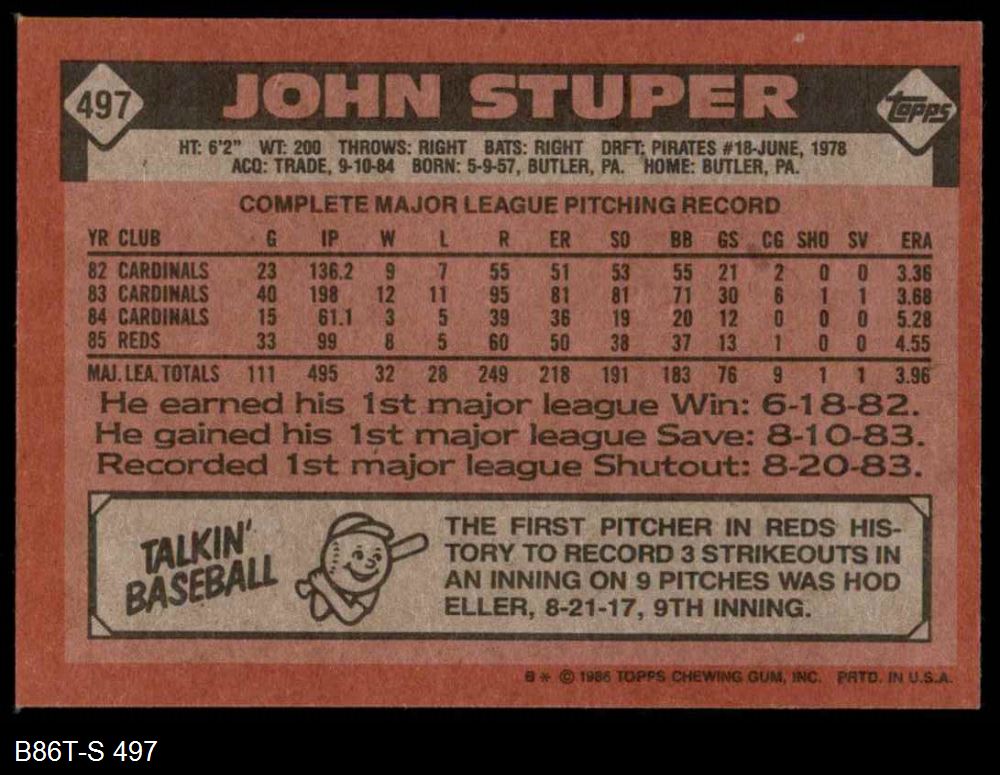 497
JOHN STUPER
TOPPS
HT: 6'2" WT: 200 THROWS: RIGHT BATS: RIGHT DRFT: PIRATES #18-JUNE, 1978
ACQ: TRADE, 9-10-84 BORN: 5-9-57, BUTLER, PA. HOME: BUTLER, PA.
COMPLETE MAJOR LEAGUE PITCHING RECORD
YR CLUB G IP W L R ER SO BB GS CG SHO SV ERA
82 CARDINALS 23 136.2 9 7 55 51 53 55 21 2 0 0 3.36
83 CARDINALS 40 198 12 11 95 81 81 71 30 6 1 1 3.68
84 CARDINALS 15 61.1 3 5 39 36 19 20 12 0 0 0 5.28
85 REDS 33 99 8 5 60 50 38 37 13 1 0 0 4.55
MAJ. LEA. TOTALS 111 495 32 28 249 218 191 183 76 9 1 1 3.96
He earned his 1st major league Win: 6-18-82.
He gained his 1st major league Save: 8-10-83.
Recorded 1st major league Shutout: 8-20-83.
TALKIN'
BASEBALL
THE FIRST PITCHER IN REDS HIS-
TORY TO RECORD 3 STRIKEOUTS IN
AN INNING ON 9 PITCHES WAS HOD
ELLER, 8-21-17, 9TH INNING.
B * © 1986 TOPPS CHEWING GUM, INC. PRTD. IN U.S.A.
B86T-S 497